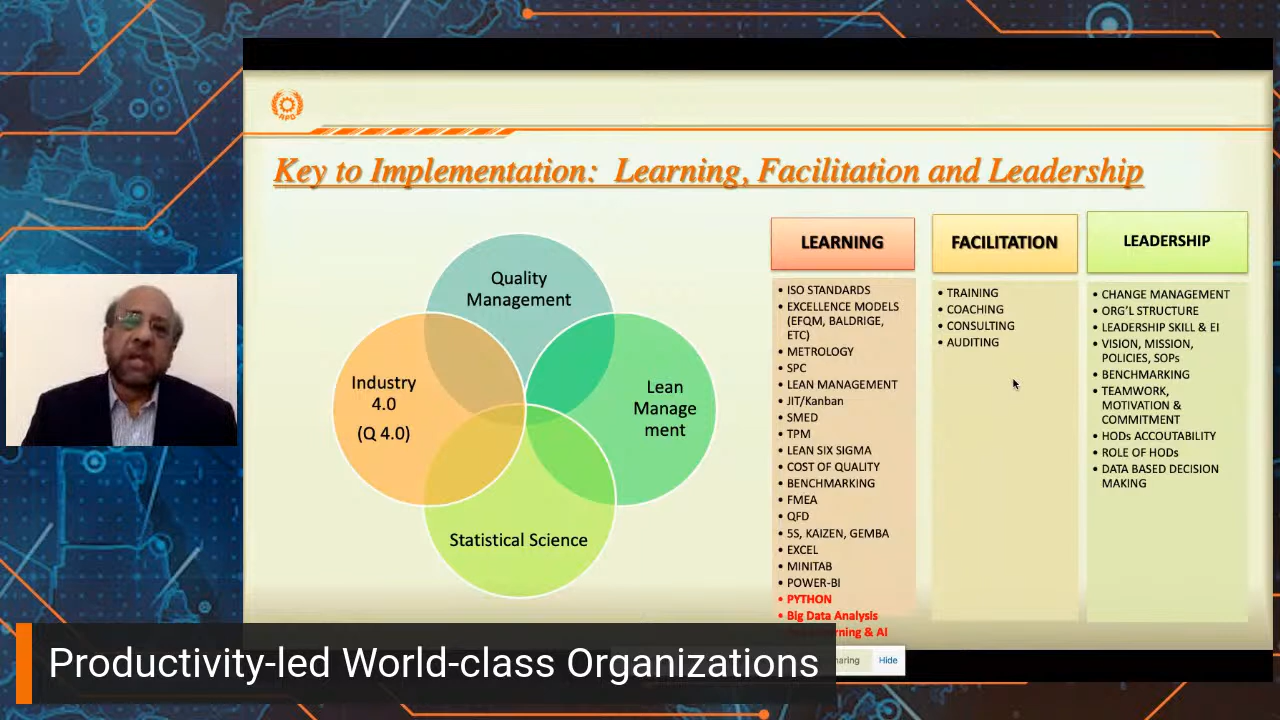 APO
Key to Implementation: Learning, Facilitation and Leadership
Quality
Management
Industry
4.0
(Q 4.0)
Lean
Manage
ment
Statistical Science
LEARNING
• ISO STANDARDS
• EXCELLENCE MODELS
(EFQM, BALDRIGE,
ETC)
• METROLOGY
• SPC
• LEAN MANAGEMENT
• JIT/Kanban
• SMED
• TPM
• LEAN SIX SIGMA
• COST OF QUALITY
• BENCHMARKING
• FMEA
• QFD
• 5S, KAIZEN, GEMBA
• EXCEL
• MINITAB
• POWER-BI
• PYTHON
• Big Data Analysis
& AI
FACILITATION
• TRAINING
• COACHING
• CONSULTING
• AUDITING
LEADERSHIP
• CHANGE MANAGEMENT
• ORG'L STRUCTURE
• LEADERSHIP SKILL & EI
• VISION, MISSION,
POLICIES, SOPs
• BENCHMARKING
• TEAMWORK,
MOTIVATION &
COMMITMENT
• HODs ACCOUTABILITY
• ROLE OF HODs
• DATA BASED DECISION
MAKING
Hide
Productivity-led World-class Organizations